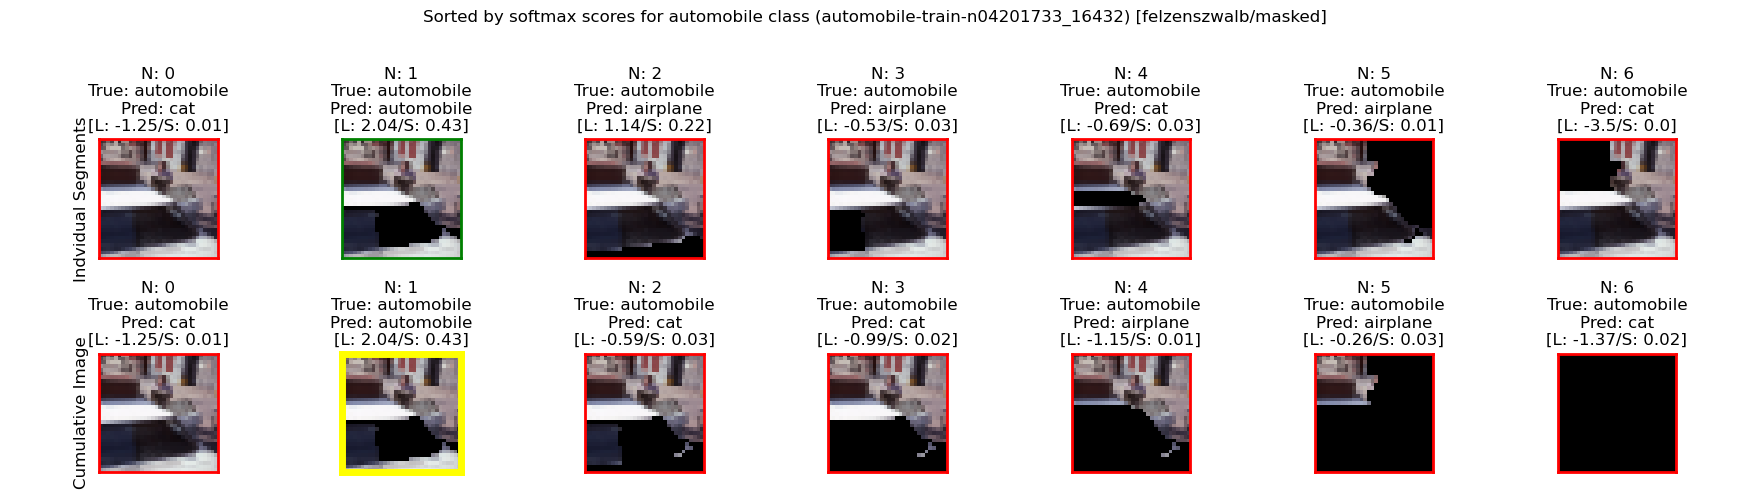 Sorted by softmax scores for automobile class (automobile-train-n04201733_16432) [felzenszwalb/masked]
Indvidual Segments
N: 0
True: automobile
Pred: cat
[L: -1.25/S: 0.01]
N: 1
True: automobile
Pred: automobile
[L: 2.04/S: 0.43]
N: 2
True: automobile
Pred: airplane
[L: 1.14/S: 0.22]
N: 3
True: automobile
Pred: airplane
[L: -0.53/S: 0.03]
N: 4
True: automobile
Pred: cat
[L: -0.69/S: 0.03]
N: 5
True: automobile
Pred: airplane
[L: -0.36/S: 0.01]
N: 6
True: automobile
Pred: cat
[L: -3.5/S: 0.0]
Cumulative Image
N: 0
True: automobile
Pred: cat
[L: -1.25/S: 0.01]
N: 1
True: automobile
Pred: automobile
[L: 2.04/S: 0.43]
N: 2
True: automobile
Pred: cat
[L: -0.59/S: 0.03]
N: 3
True: automobile
Pred: cat
[L: -0.99/S: 0.02]
N: 4
True: automobile
Pred: airplane
[L: -1.15/S: 0.01]
N: 5
True: automobile
Pred: airplane
[L: -0.26/S: 0.03]
N: 6
True: automobile
Pred: cat
[L: -1.37/S: 0.02]